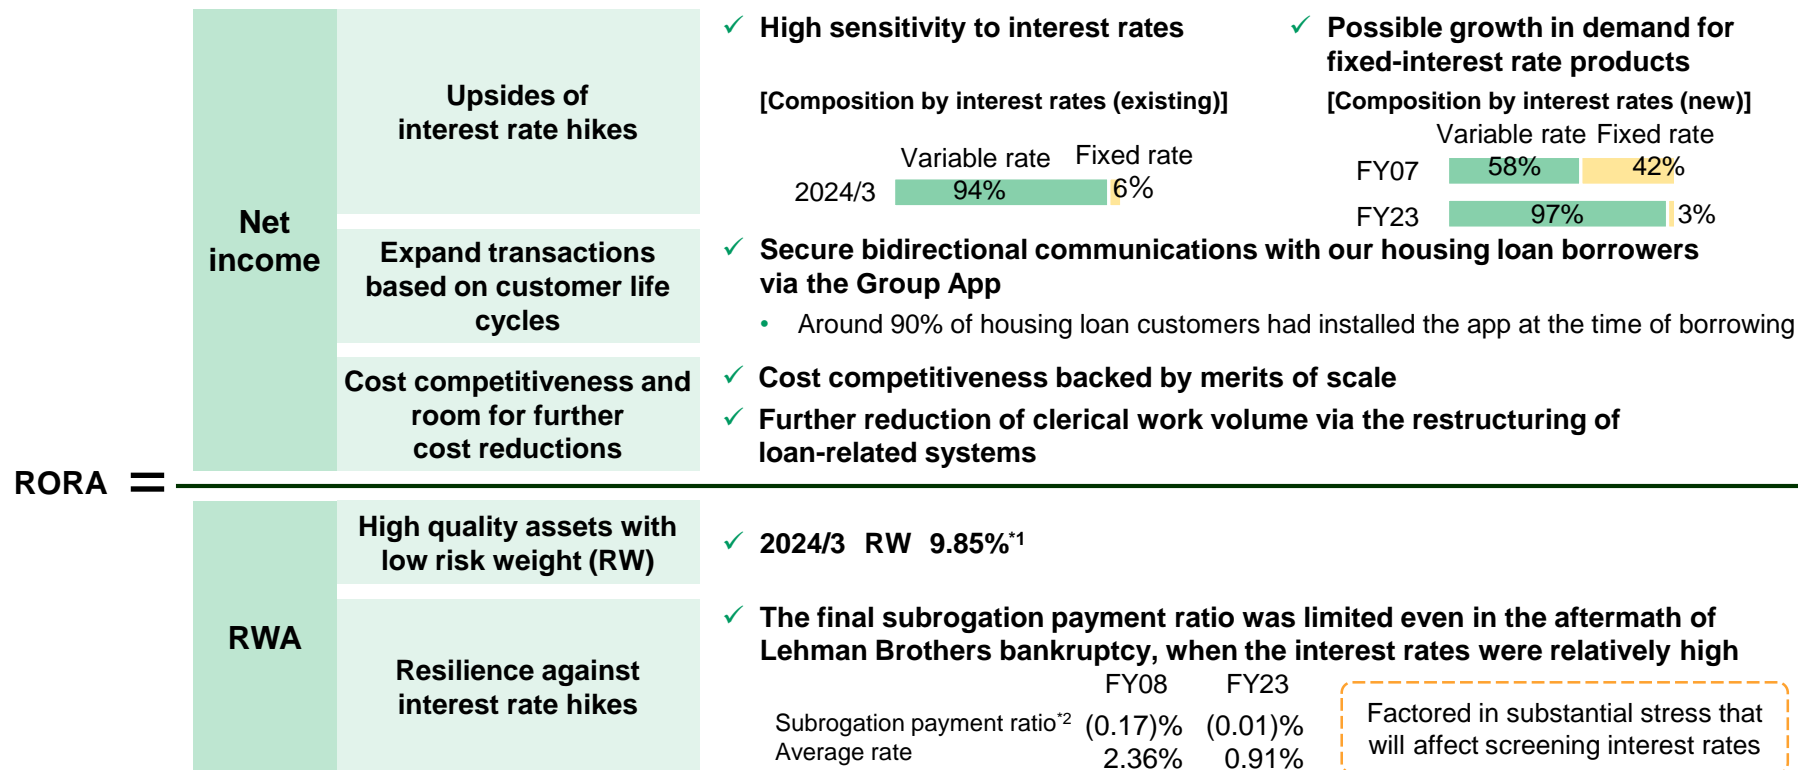 RORA =
Net
income
Upsides of
interest rate hikes
✓ High sensitivity to interest rates
[Composition by interest rates (existing)]
Variable rate Fixed rate
2024/3 94% 6%
✓ Possible growth in demand for
fixed-interest rate products
[Composition by interest rates (new)]
Variable rate Fixed rate
FY07 58% 42%
FY23 97% 3%
Expand transactions
based on customer life
cycles
✓ Secure bidirectional communications with our housing loan borrowers
via the Group App
• Around 90% of housing loan customers had installed the app at the time of borrowing
Cost competitiveness and
room for further
cost reductions
✓ Cost competitiveness backed by merits of scale
✓ Further reduction of clerical work volume via the restructuring of
loan-related systems
RWA
High quality assets with
low risk weight (RW)
✓ 2024/3 RW 9.85%*1
Resilience against
interest rate hikes
✓ The final subrogation payment ratio was limited even in the aftermath of
Lehman Brothers bankruptcy, when the interest rates were relatively high
FY08 FY23
Subrogation payment ratio*2 (0.17)% (0.01)%
Average rate 2.36% 0.91%
Factored in substantial stress that
will affect screening interest rates